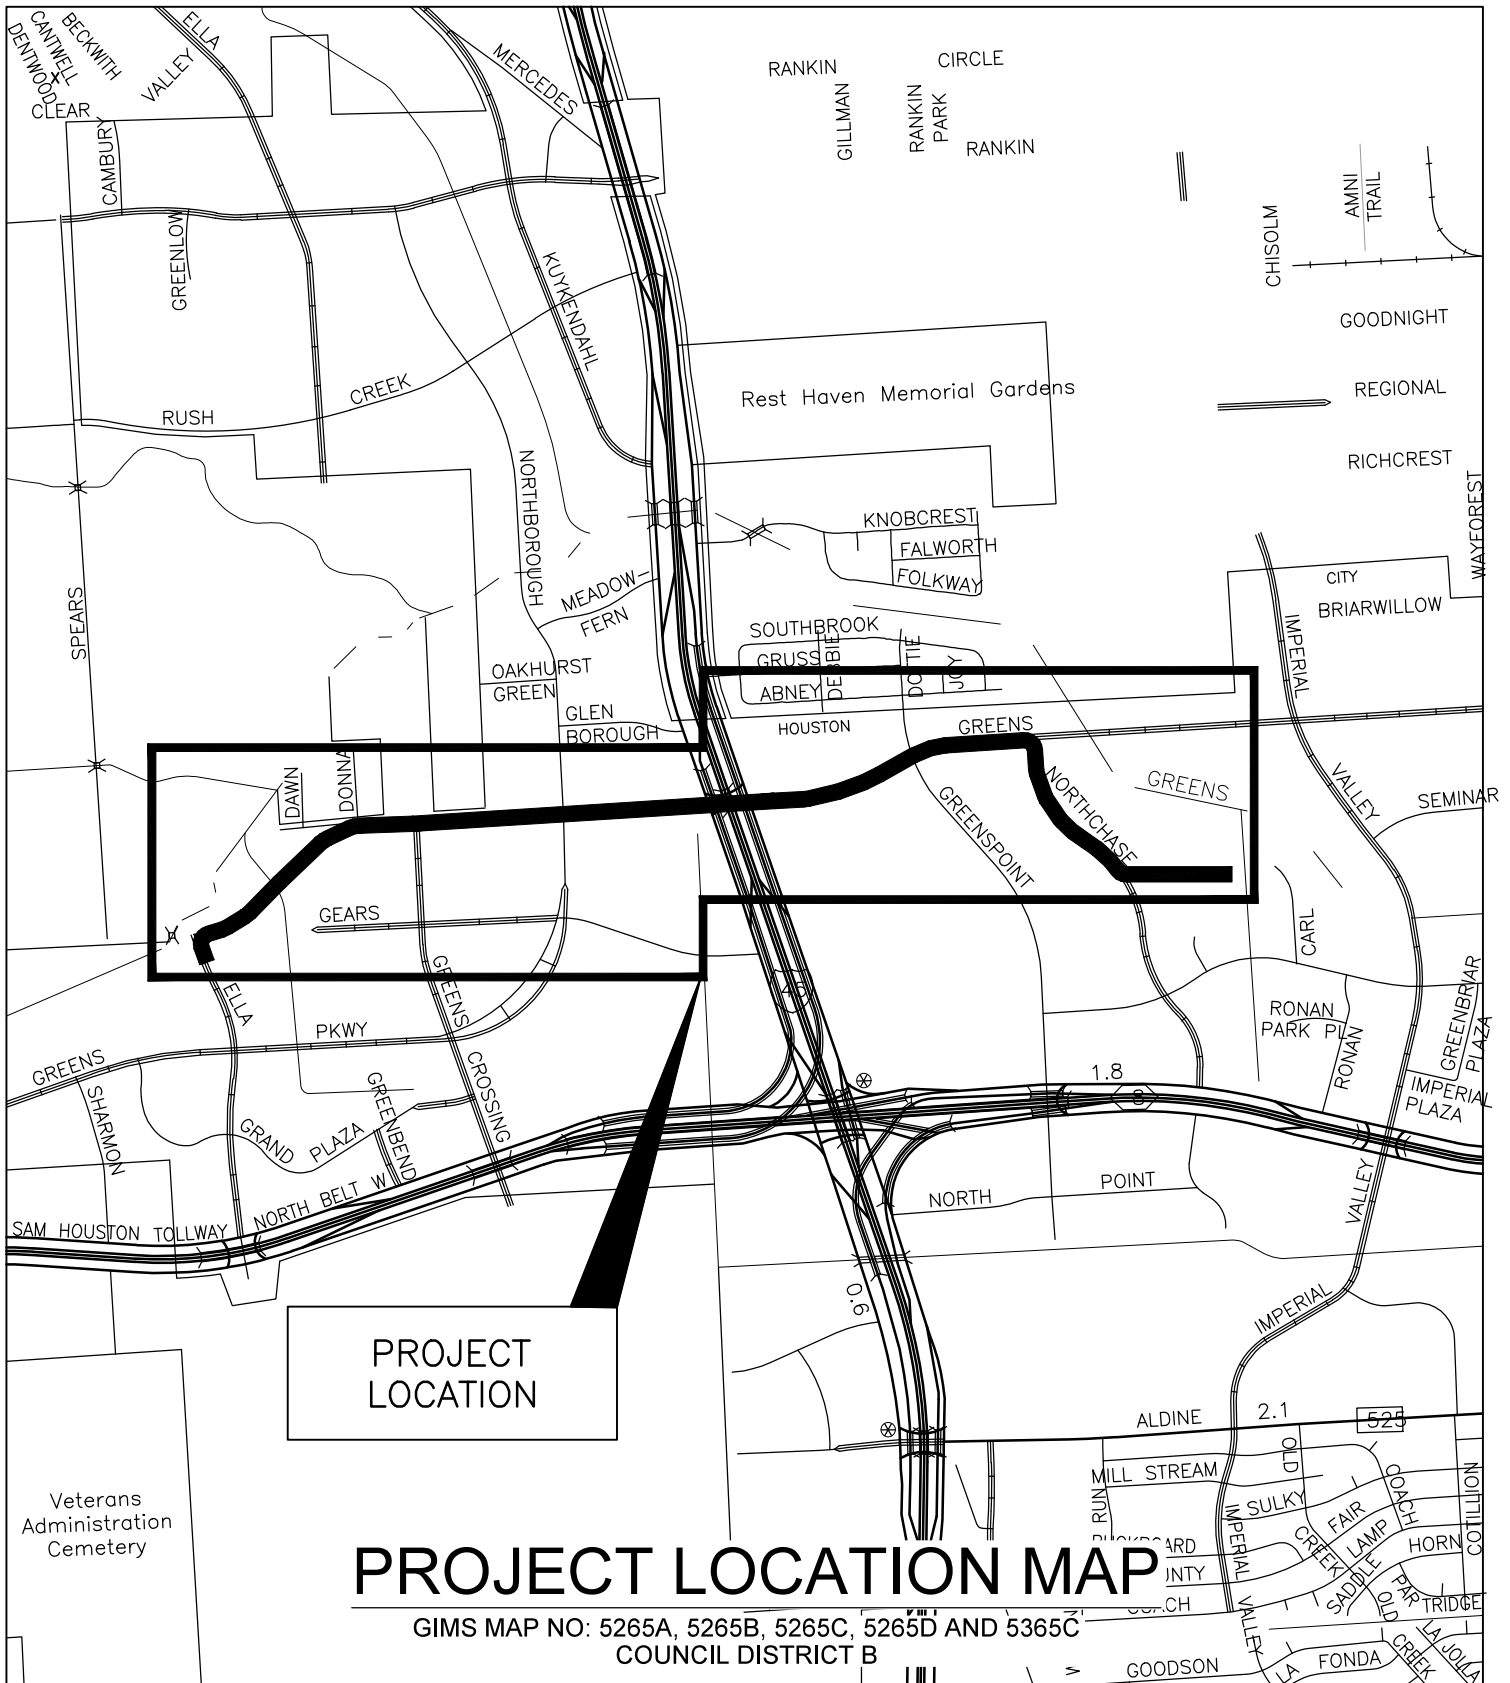 BECKWITH
CANTWELL
DENTWOOD
CLEAR
VALLEY
ELLA
CAMBURY
GREENLOW
MERCEDES
KUYKENDAHL
RANKIN
CIRCLE
GILLMAN
RANKIN
PARK
RANKIN
CHISOLM
AMNI
TRAIL
GOODNIGHT
REGIONAL
RICHCREST
WAYFOREST
Rest Haven Memorial Gardens
RUSH
CREEK
NORTHBOROUGH
SPEARS
MEADOW-
FERN
KNOBCREST
FALWORTH
FOLKWAY
CITY
BRIARWILLOW
IMPERIAL
SOUTHBROOK
GRUSS
ABNEY
DEBBIE
DOTTIE
JOY
OAKHURST
GREEN
GLEN
BOROUGH
HOUSTON
GREENS
DAWN
DONNA
NORTHCHASE
GREENS
GREENSPOINT
VALLEY
SEMINAR
GEARS
ELLA
GREENS
CROSSING
CARL
45
RONAN
PARK PL
RONAN
GREENBRIAR
PLAZA
IMPERIAL
PLAZA
PKWY
GREENS
SHARMON
GREENBEND
GRAND
PLAZA
1.8
8
NORTH
POINT
VALLEY
SAM HOUSTON TOLLWAY
NORTH BELT W
0.6
IMPERIAL
PROJECT
LOCATION
ALDINE
2.1
525
MILL STREAM
RUN
OLD
SULKY
COACH
FAIR
LAMP
CREEK
SADDLE
HORN
COTILLION
IMPERIAL
VALLEY
PAR
TRIDGE
OLD
CREEK
LA JOLLA
LA
FONDA
GOODSON
Veterans
Administration
Cemetery
PROJECT LOCATION MAP
GIMS MAP NO: 5265A, 5265B, 5265C, 5265D AND 5365C
COUNCIL DISTRICT B